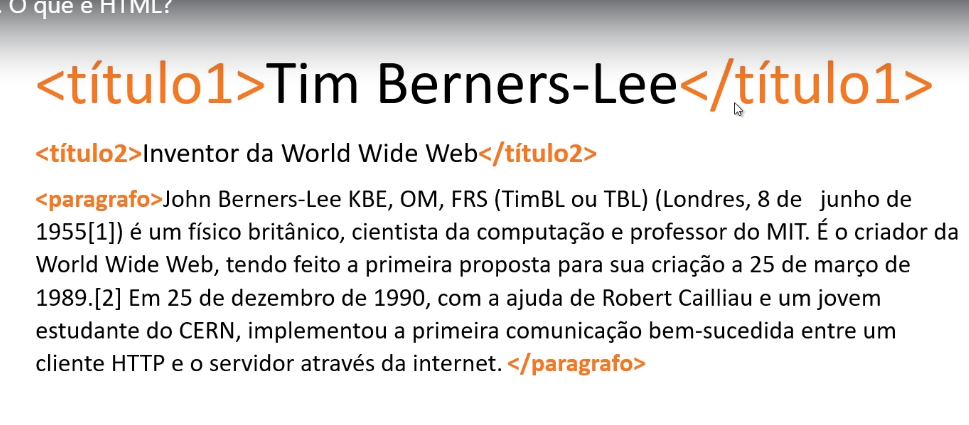 . O que é HTML?
<título1>Tim Berners-Lee</título1>
<título2>Inventor da World Wide Web</título2>
<paragrafo>John Berners-Lee KBE, OM, FRS (TimBL ou TBL) (Londres, 8 de junho de
1955[1]) é um físico britânico, cientista da computação e professor do MIT. É o criador da
World Wide Web, tendo feito a primeira proposta para sua criação a 25 de março de
1989.[2] Em 25 de dezembro de 1990, com a ajuda de Robert Cailliau e um jovem
estudante do CERN, implementou a primeira comunicação bem-sucedida entre um
cliente HTTP e o servidor através da internet. </paragrafo>